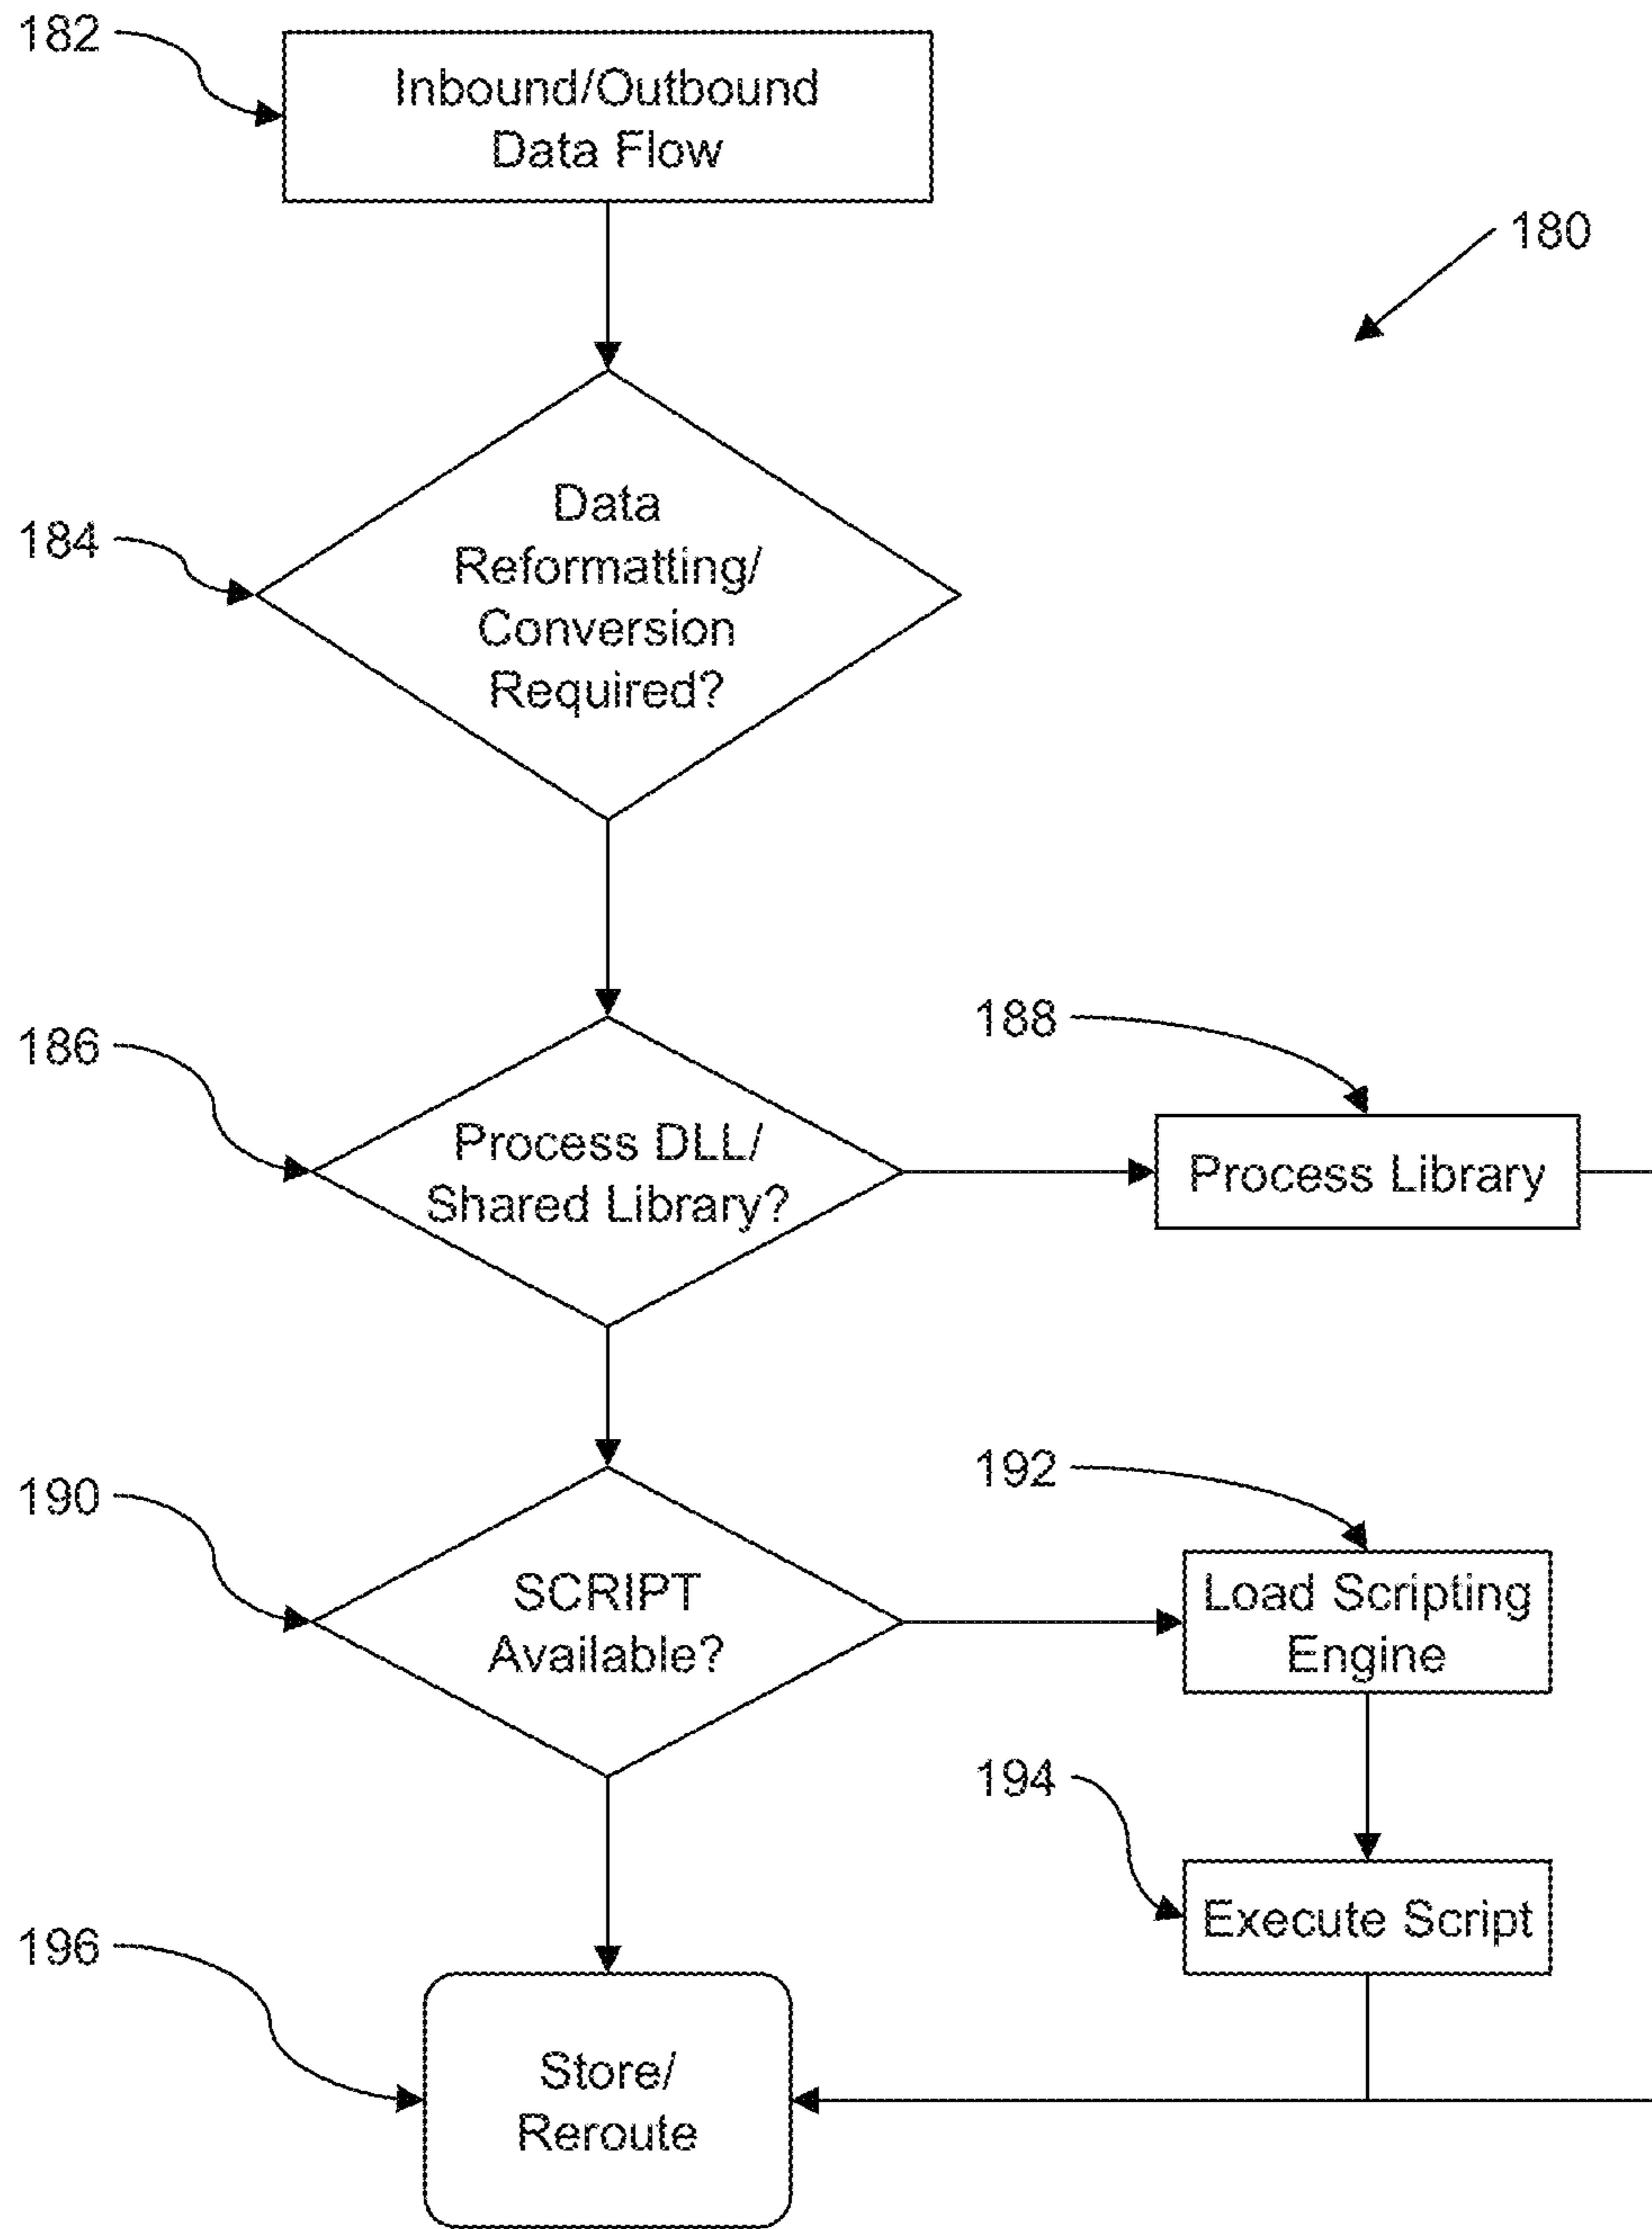 182
Inbound/Outbound
Data Flow
180
184
Data
Reformatting/
Conversion
Required?
186
Process DLL/
Shared Library?
188
Process Library
190
SCRIPT
Available?
192
Load Scripting
Engine
194
Execute Script
196
Store/
Reroute